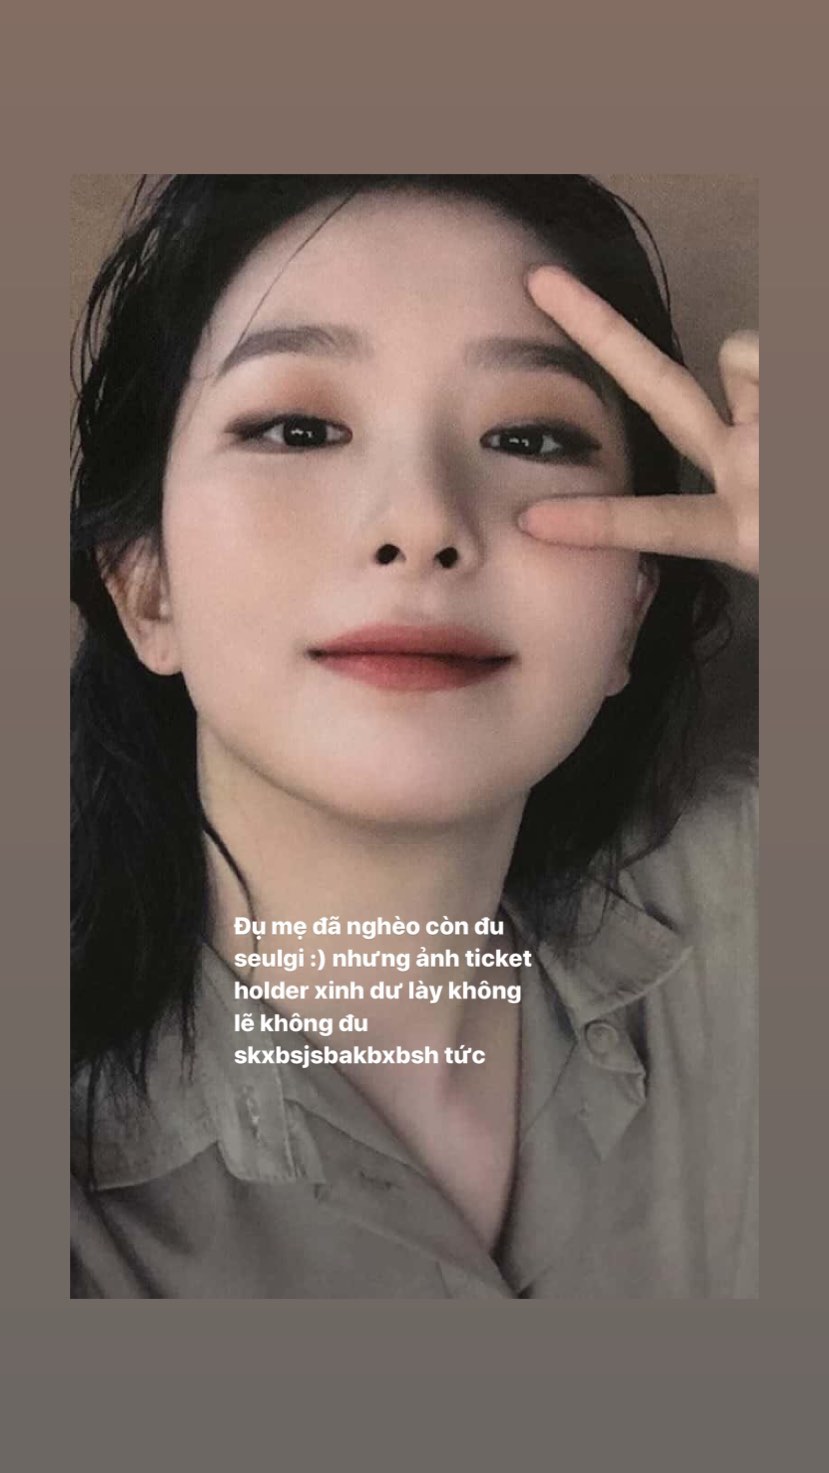 Đụ mẹ đã nghèo còn đu
seulgi :) nhưng ảnh ticket
holder xinh dư lày không
lẽ không đu
skxbsjsbakbxbsh tức